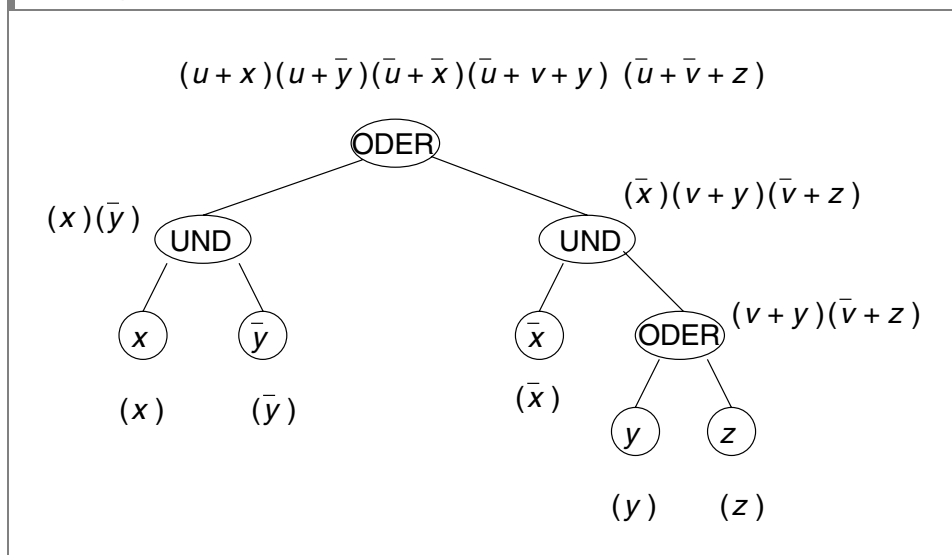 (u + x)(u + ȳ)(ū + x̄)(ū + v + y) (ū + v̄ + z)
ODER
(x)(ȳ)
(x̄)(v + y)(v̄ + z)
UND
UND
x
ȳ
x̄
ODER
(v + y)(v̄ + z)
(x)
(ȳ)
(x̄)
y
z
(y)
(z)